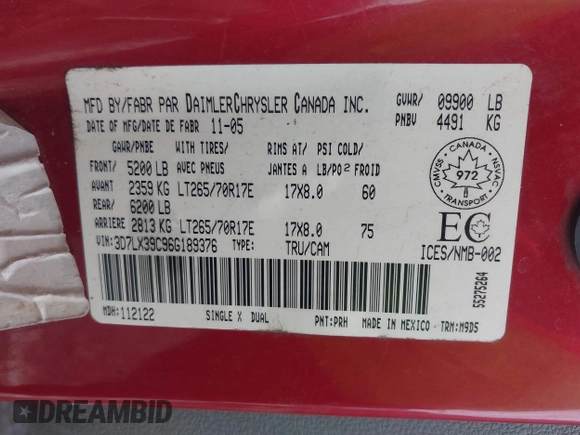 MFD BY/FABR PAR DAIMLERCHRYSLER CANADA INC.
GVWR/ 09900 LB
DATE OF MFG/DATE DE FABR 11-05
PNBV 4491 KG
GAWR/PNBE WITH TIRES/ RIMS AT/ PSI COLD/
FRONT/ 5200 LB AVEC PNEUS JANTES A LB/PO2 FROID
AVANT 2359 KG LT265/70R17E 17X8.0 60
REAR/ 6200 LB
ARRIERE 2813 KG LT265/70R17E 17X8.0 75
VIN: 3D7LX39C96G189376 TYPE: TRU/CAM
CANADA
CMVSS NSVAC
972
TRANSPORT
EC
ICES/NMB-002
55275264
MDH: 112122 SINGLE X DUAL PNT: PRH MADE IN MEXICO TRM: M9D5
DREAMBID